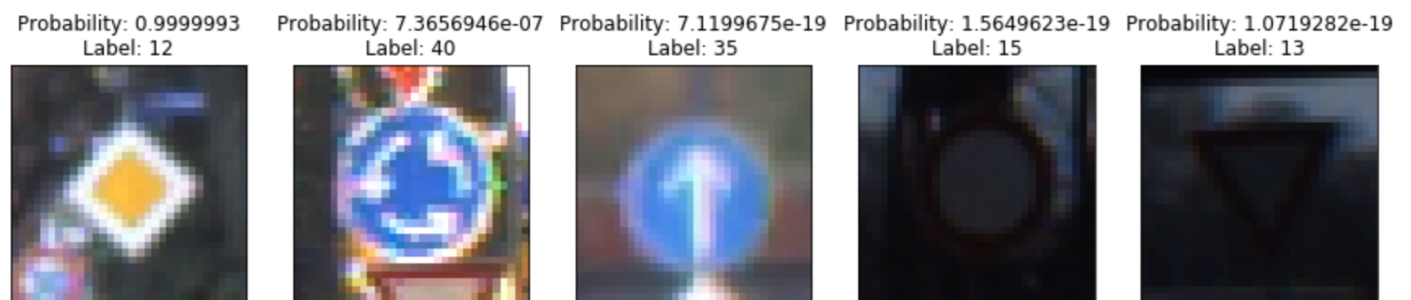 Probability: 0.9999993
Label: 12
Probability: 7.3656946e-07
Label: 40
Probability: 7.1199675e-19
Label: 35
Probability: 1.5649623e-19
Label: 15
Probability: 1.0719282e-19
Label: 13